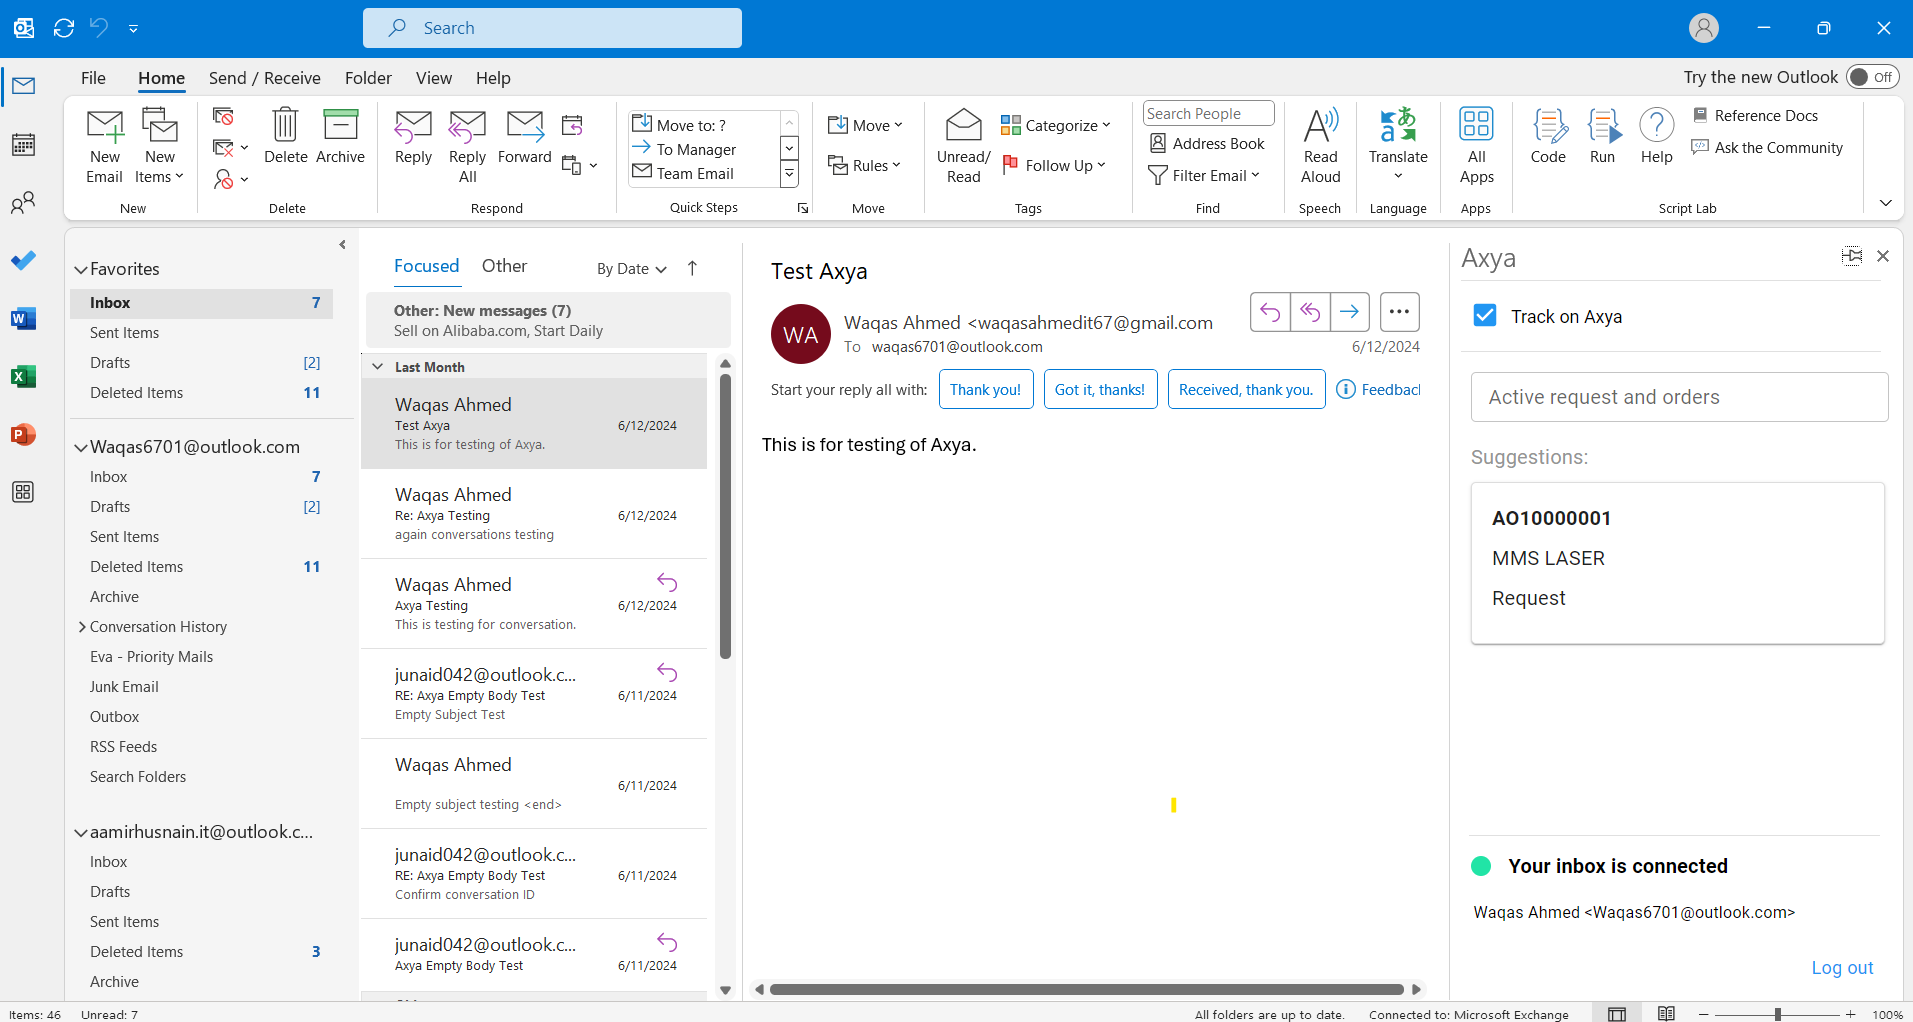 Search
File Home Send / Receive Folder View Help
Try the new Outlook Off
New Email
New Items
New
Delete
Archive
Delete
Reply
Reply All
Forward
Respond
Move to: ?
To Manager
Team Email
Quick Steps
Move
Rules
Move
Unread/ Read
Categorize
Follow Up
Tags
Search People
Address Book
Filter Email
Find
Read Aloud
Speech
Translate
Language
All Apps
Apps
Code
Run
Help
Reference Docs
Ask the Community
Script Lab
Favorites
Inbox 7
Sent Items
Drafts [2]
Deleted Items 11
Waqas6701@outlook.com
Inbox 7
Drafts [2]
Sent Items
Deleted Items 11
Archive
Conversation History
Eva - Priority Mails
Junk Email
Outbox
RSS Feeds
Search Folders
aamirhusnain.it@outlook.c...
Inbox
Drafts
Sent Items
Deleted Items 3
Archive
Focused Other By Date
Other: New messages (7)
Sell on Alibaba.com, Start Daily
Last Month
Waqas Ahmed
Test Axya 6/12/2024
This is for testing of Axya.
Waqas Ahmed
Re: Axya Testing 6/12/2024
again conversations testing
Waqas Ahmed
Axya Testing 6/12/2024
This is testing for conversation.
junaid042@outlook.c...
RE: Axya Empty Body Test 6/11/2024
Empty Subject Test
Waqas Ahmed
6/11/2024
Empty subject testing <end>
junaid042@outlook.c...
RE: Axya Empty Body Test 6/11/2024
Confirm conversation ID
junaid042@outlook.c...
Axya Empty Body Test 6/11/2024
Test Axya
WA
Waqas Ahmed <waqasahmedit67@gmail.com
To waqas6701@outlook.com
6/12/2024
Start your reply all with: Thank you! Got it, thanks! Received, thank you. Feedbac
This is for testing of Axya.
Axya
Track on Axya
Active request and orders
Suggestions:
AO10000001
MMS LASER
Request
Your inbox is connected
Waqas Ahmed <Waqas6701@outlook.com>
Log out
Items: 46 Unread: 7
All folders are up to date. Connected to: Microsoft Exchange
100%